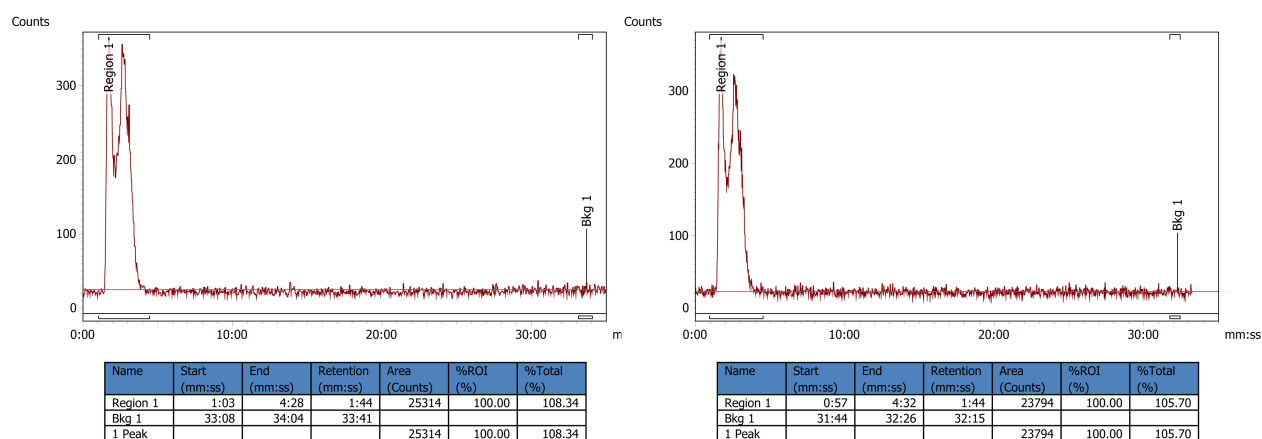 Counts
300
200
100
0
Region 1
Bkg 1
0:00 10:00 20:00 30:00 m
Name Start (mm:ss) End (mm:ss) Retention (mm:ss) Area (Counts) %ROI (%) %Total (%)
Region 1 1:03 4:28 1:44 25314 100.00 108.34
Bkg 1 33:08 34:04 33:41
1 Peak 25314 100.00 108.34
Counts
300
200
100
0
Region 1
Bkg 1
0:00 10:00 20:00 30:00 mm:ss
Name Start (mm:ss) End (mm:ss) Retention (mm:ss) Area (Counts) %ROI (%) %Total (%)
Region 1 0:57 4:32 1:44 23794 100.00 105.70
Bkg 1 31:44 32:26 32:15
1 Peak 23794 100.00 105.70